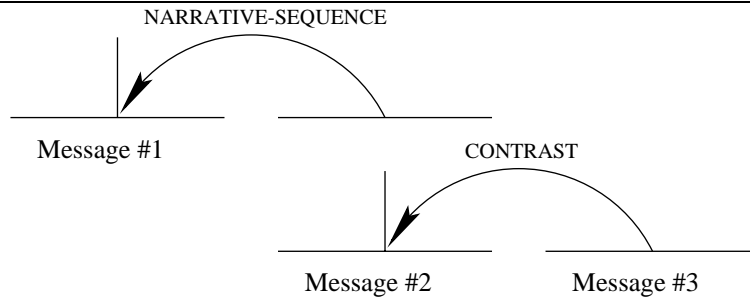 NARRATIVE-SEQUENCE
Message #1
CONTRAST
Message #2 Message #3